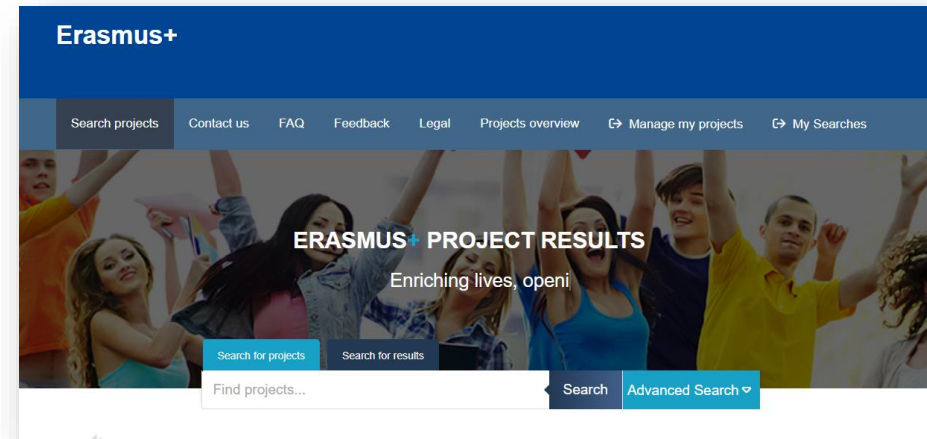 Erasmus+
Search projects Contact us FAQ Feedback Legal Projects overview Manage my projects My Searches
ERASMUS+ PROJECT RESULTS
Enriching lives, openi
Search for projects Search for results
Find projects... Search Advanced Search